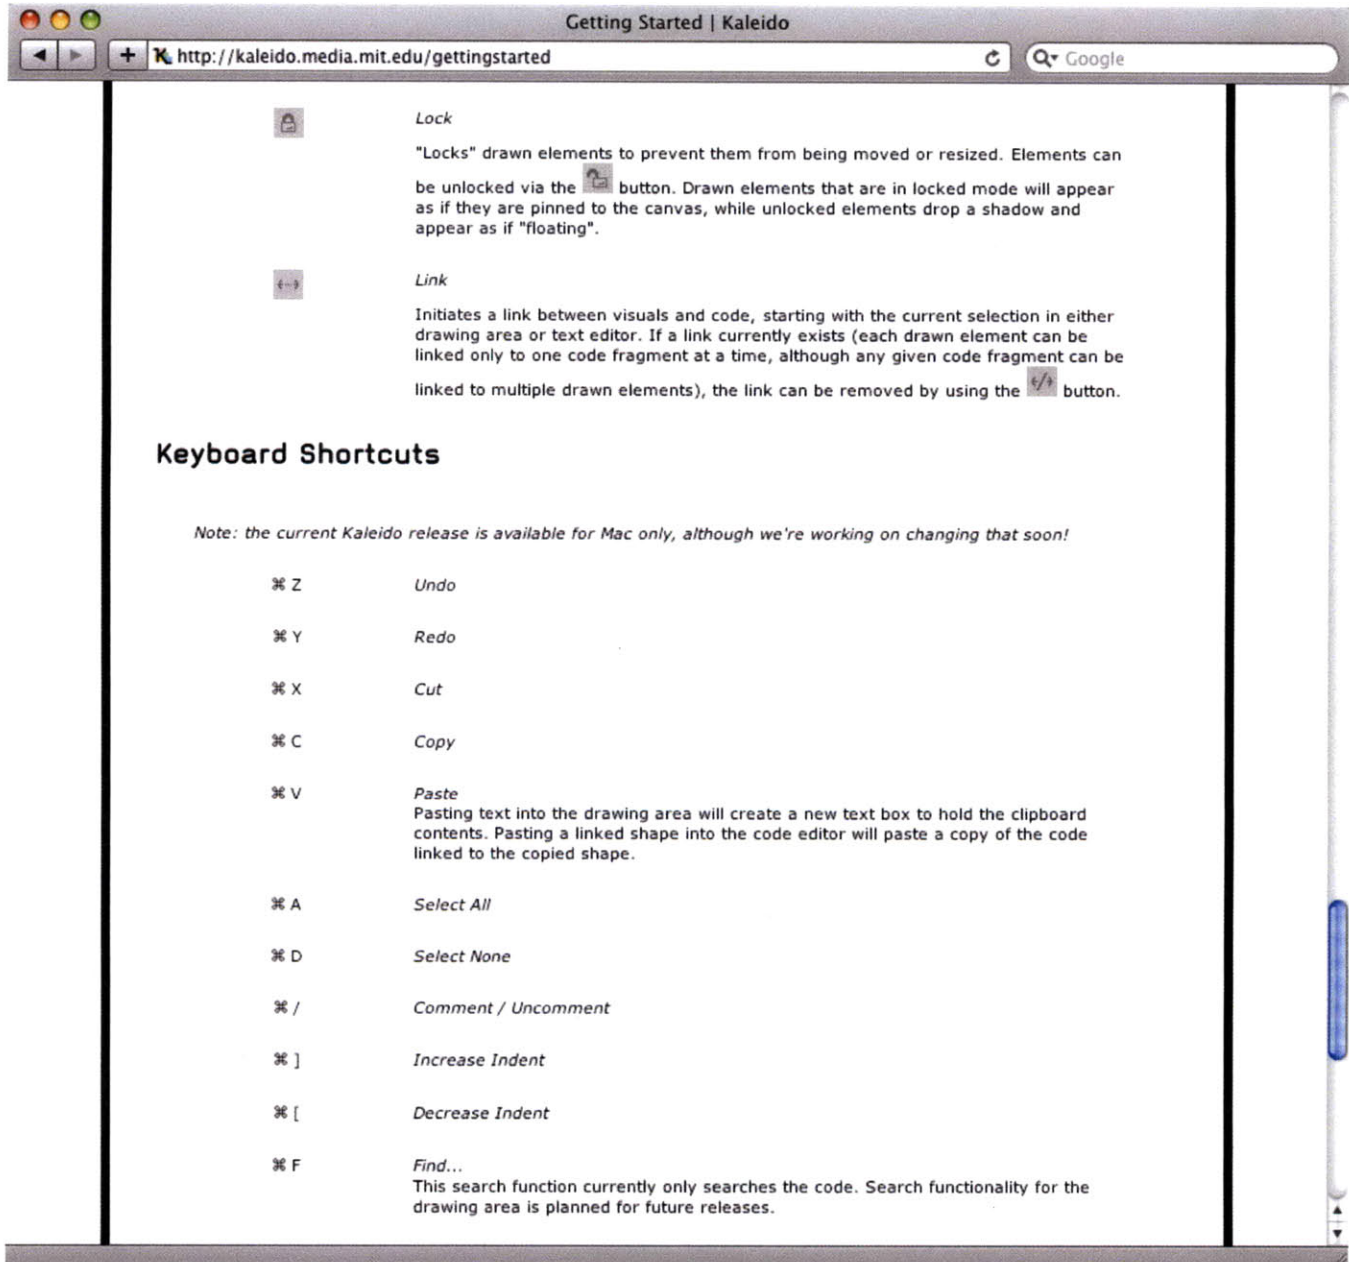 Getting Started | Kaleido
http://kaleido.media.mit.edu/gettingstarted
Google
Lock
"Locks" drawn elements to prevent them from being moved or resized. Elements can
be unlocked via the button. Drawn elements that are in locked mode will appear
as if they are pinned to the canvas, while unlocked elements drop a shadow and
appear as if "floating".
Link
Initiates a link between visuals and code, starting with the current selection in either
drawing area or text editor. If a link currently exists (each drawn element can be
linked only to one code fragment at a time, although any given code fragment can be
linked to multiple drawn elements), the link can be removed by using the button.
Keyboard Shortcuts
Note: the current Kaleido release is available for Mac only, although we're working on changing that soon!
⌘ Z Undo
⌘ Y Redo
⌘ X Cut
⌘ C Copy
⌘ V Paste
Pasting text into the drawing area will create a new text box to hold the clipboard
contents. Pasting a linked shape into the code editor will paste a copy of the code
linked to the copied shape.
⌘ A Select All
⌘ D Select None
⌘ / Comment / Uncomment
⌘ ] Increase Indent
⌘ [ Decrease Indent
⌘ F Find...
This search function currently only searches the code. Search functionality for the
drawing area is planned for future releases.